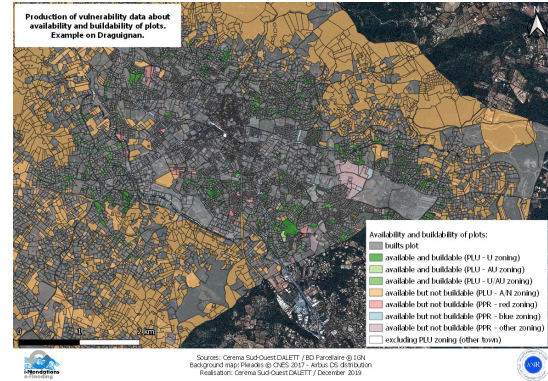 Production of vulnerability data about
availability and buildability of plots.
Example on Draguignan.
N
Availability and buildability of plots:
builts plot
available and buildable (PLU - U zoning)
available and buildable (PLU - AU zoning)
available and buildable (PLU - U/AU zoning)
available but not buildable (PLU - A/N zoning)
available but not buildable (PPR - red zoning)
available but not buildable (PPR - blue zoning)
available but not buildable (PPR - other zoning)
excluding PLU zoning (other town)
0 1 2 km
Sources: Cerema Sud-Ouest DALETT / BD Parcellaire @ IGN
Background map: Pleiades @ CNES 2017 - Airbus DS distribution
Realisation: Cerema Sud-Ouest DALETT / December 2019
i-Nondations
e-flooding
ANR